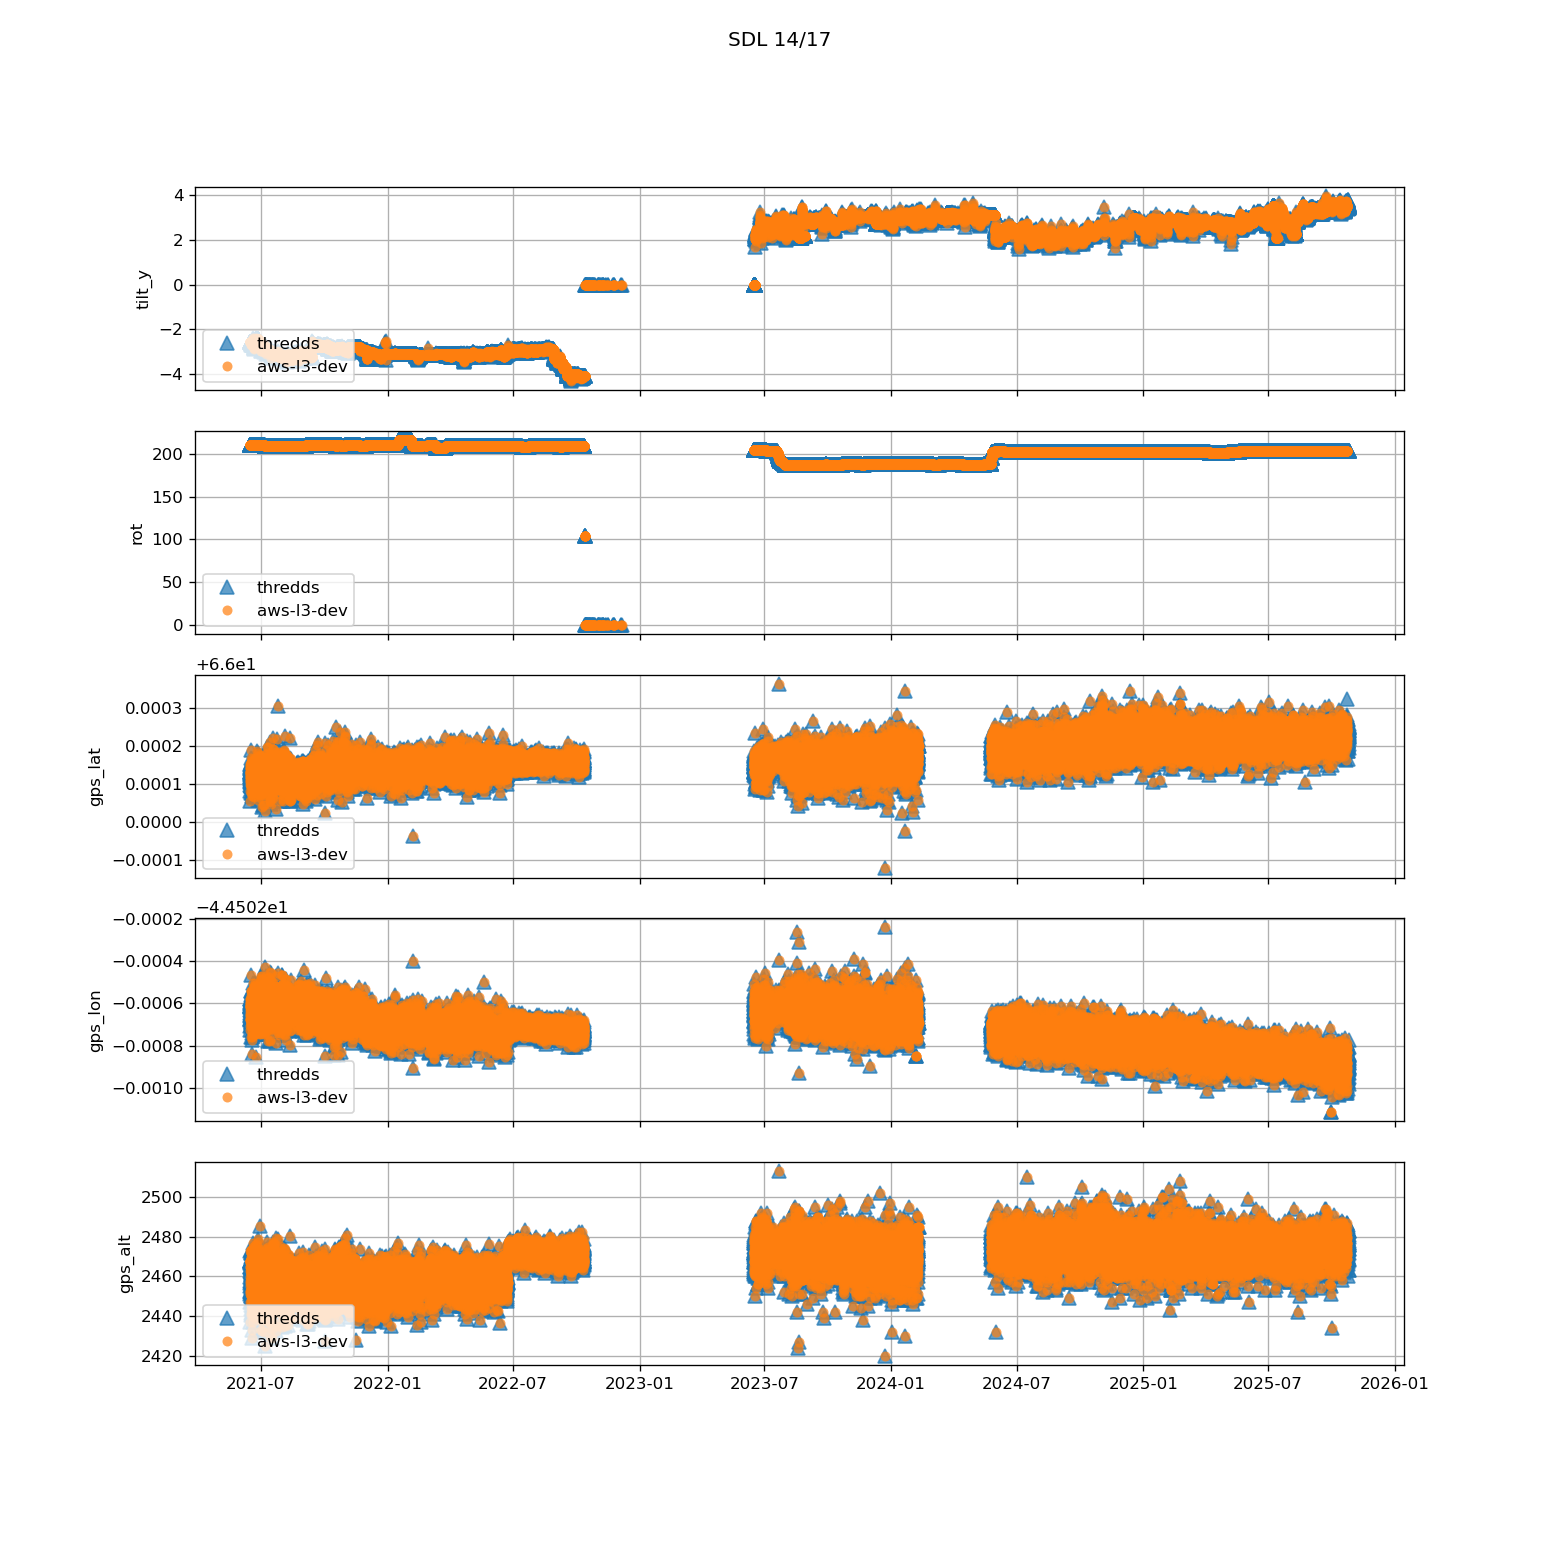 SDL 14/17
4
2
0
−2
−4
tilt_y
thredds
aws-l3-dev
200
150
100
50
0
rot
thredds
aws-l3-dev
+6.6e1
0.0003
0.0002
0.0001
0.0000
−0.0001
gps_lat
thredds
aws-l3-dev
−4.4502e1
−0.0002
−0.0004
−0.0006
−0.0008
−0.0010
gps_lon
thredds
aws-l3-dev
2500
2480
2460
2440
2420
gps_alt
thredds
aws-l3-dev
2021-07 2022-01 2022-07 2023-01 2023-07 2024-01 2024-07 2025-01 2025-07 2026-01